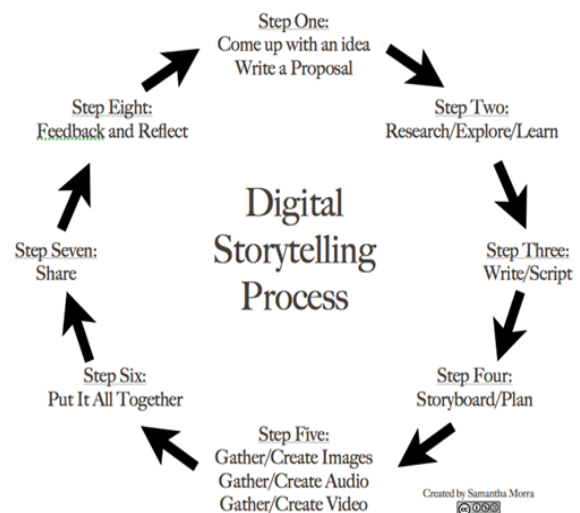 Step One:
Come up with an idea
Write a Proposal
Step Two:
Research/Explore/Learn
Step Three:
Write/Script
Step Four:
Storyboard/Plan
Step Five:
Gather/Create Images
Gather/Create Audio
Gather/Create Video
Step Six:
Put It All Together
Step Seven:
Share
Step Eight:
Feedback and Reflect
Digital
Storytelling
Process
Created by Samantha Morra